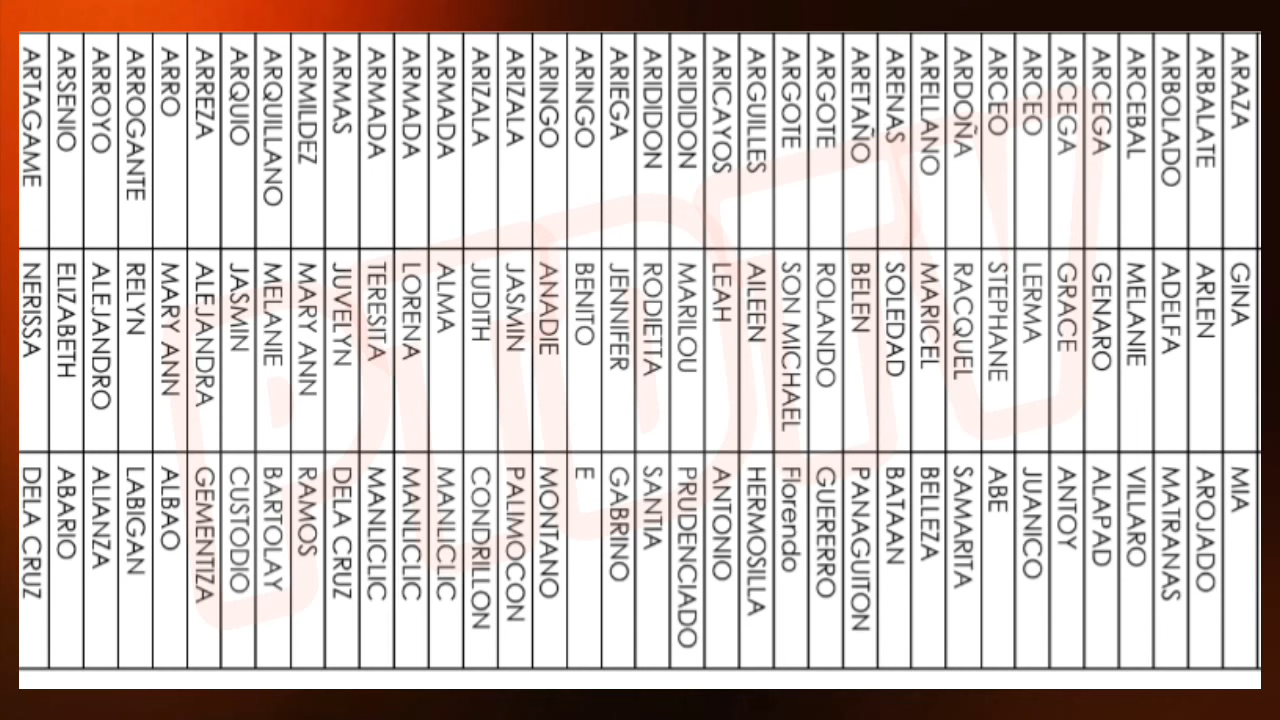 ARAZA GINA MIA
ARBALATE ARLEN AROJADO
ARBOLADO ADELFA MATRANAS
ARCEBAL MELANIE VILLARO
ARCEGA GENARO ALAPAD
ARCEGA GRACE ANTOY
ARCEO LERMA JUANICO
ARCEO STEPHANE ABE
ARDOÑA RACQUEL SAMARITA
ARELLANO MARICEL BELLEZA
ARENAS SOLEDAD BATAAN
ARETAÑO BELEN PANAGUITON
ARGOTE ROLANDO GUERERRO
ARGOTE SON MICHAEL Florendo
ARGUILLES AILEEN HERMOSILLA
ARICAYOS LEAH ANTONIO
ARIDIDON MARILOU PRUDENCIADO
ARIDIDON RODIETTA SANTIA
ARIEGA JENNIFER GABRINO
ARINGO BENITO E
ARINGO ANADIE MONTANO
ARIZALA JASMIN PALIMOCON
ARIZALA JUDITH CONDRILLON
ARMADA ALMA MANLICLIC
ARMADA LORENA MANLICLIC
ARMADA TERESITA MANLICLIC
ARMAS JUVELYN DELA CRUZ
ARMILDEZ MARY ANN RAMOS
ARQUILLANO MELANIE BARTOLAY
ARQUIO JASMIN CUSTODIO
ARREZA ALEJANDRA GEMENTIZA
ARRO MARY ANN ALBAO
ARROGANTE RELYN LABIGAN
ARROYO ALEJANDRO ALIANZA
ARSENIO ELIZABETH ABARIO
ARTAGAME NERISSA DELA CRUZ